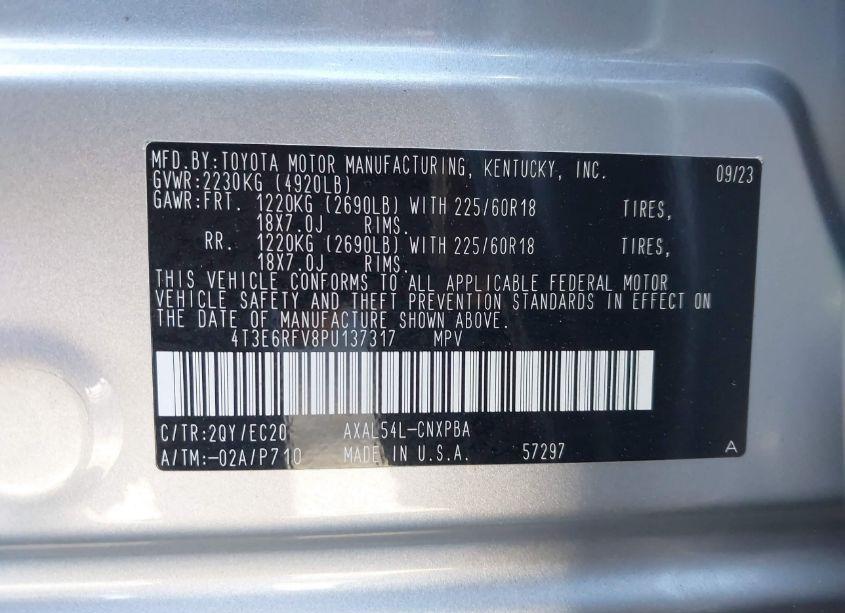 MFD.BY:TOYOTA MOTOR MANUFACTURING, KENTUCKY, INC. 09/23
GVWR:2230KG (4920LB)
GAWR:FRT. 1220KG (2690LB) WITH 225/60R18 TIRES,
18X7.0J RIMS.
RR. 1220KG (2690LB) WITH 225/60R18 TIRES,
18X7.0J RIMS.
THIS VEHICLE CONFORMS TO ALL APPLICABLE FEDERAL MOTOR
VEHICLE SAFETY AND THEFT PREVENTION STANDARDS IN EFFECT ON
THE DATE OF MANUFACTURE SHOWN ABOVE.
4T3E6RFV8PU137317 MPV
C/TR:2QY/EC20 AXAL54L-CNXPBA
A/TM:-02A/P710 MADE IN U.S.A. 57297 A